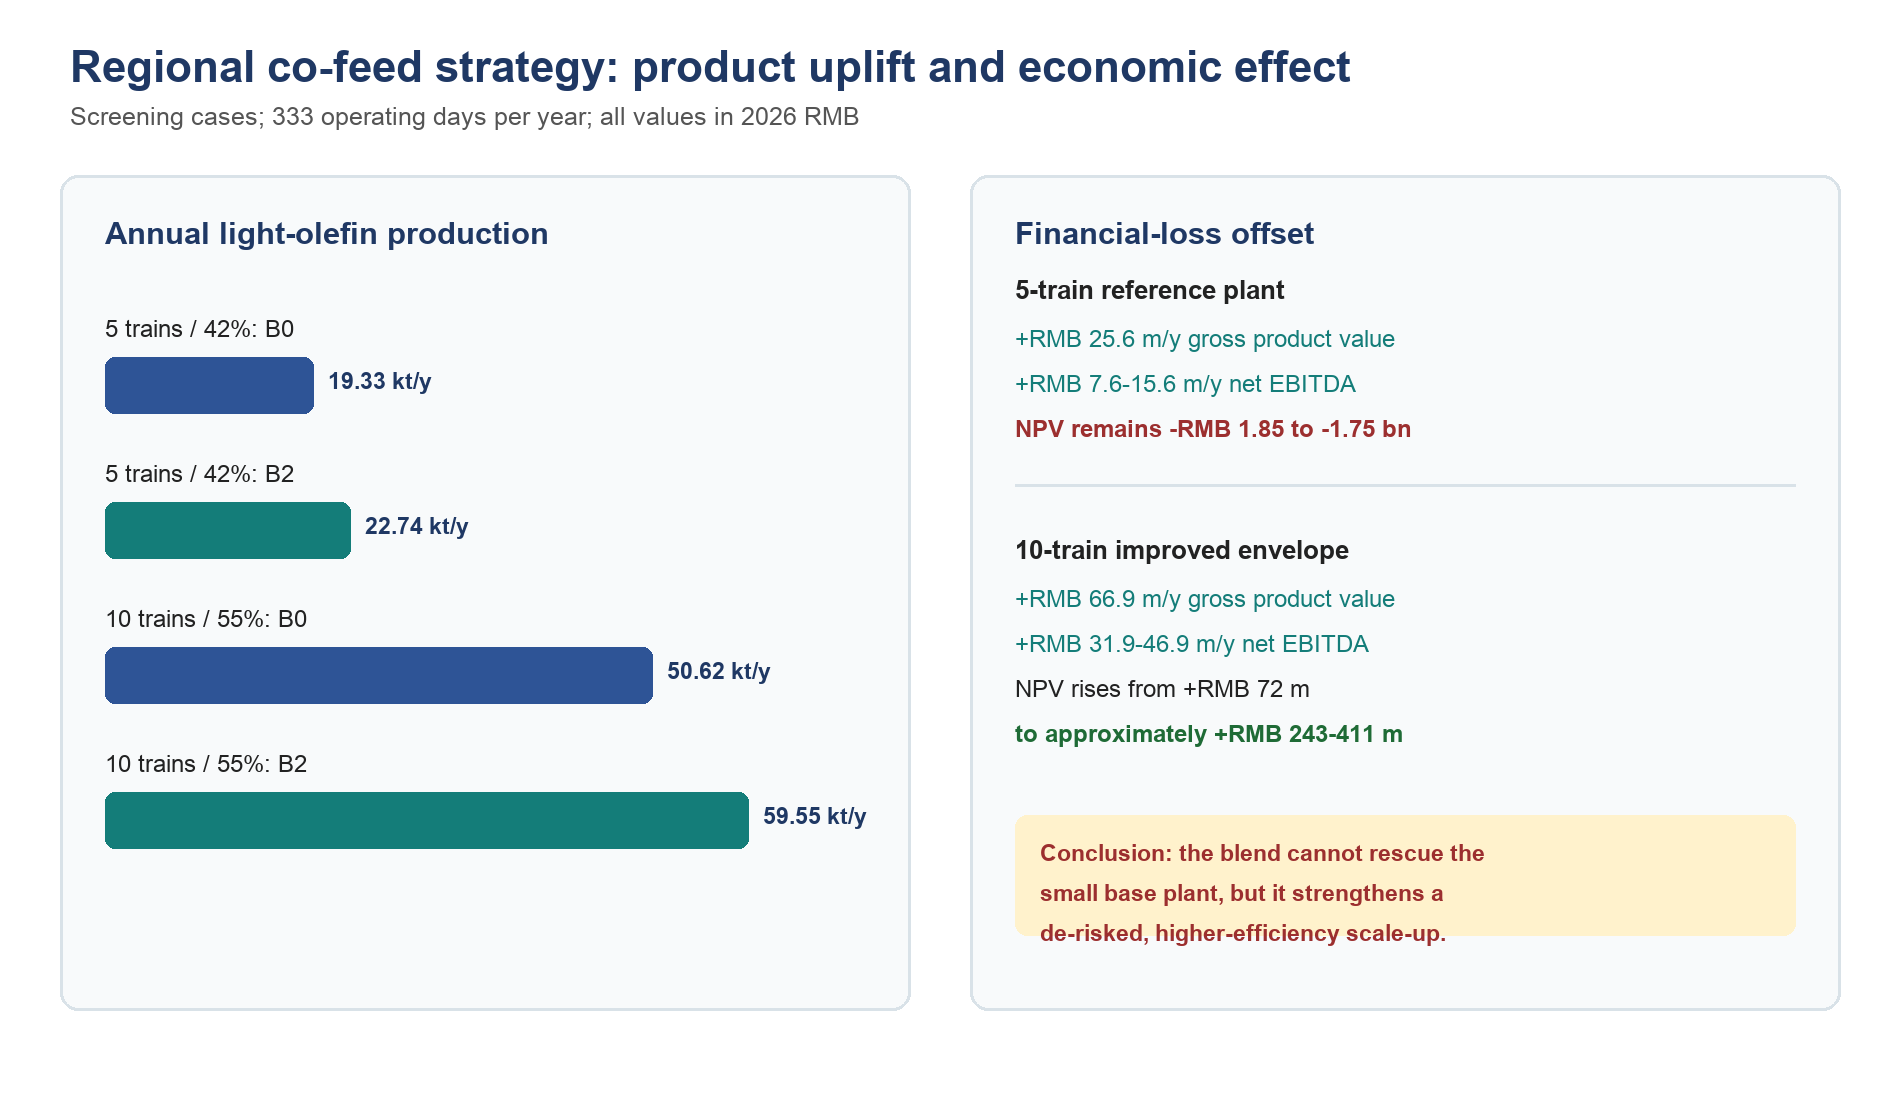 Regional co-feed strategy: product uplift and economic effect
Screening cases; 333 operating days per year; all values in 2026 RMB
Annual light-olefin production
5 trains / 42%: B0
19.33 kt/y
5 trains / 42%: B2
22.74 kt/y
10 trains / 55%: B0
50.62 kt/y
10 trains / 55%: B2
59.55 kt/y
Financial-loss offset
5-train reference plant
+RMB 25.6 m/y gross product value
+RMB 7.6-15.6 m/y net EBITDA
NPV remains -RMB 1.85 to -1.75 bn
10-train improved envelope
+RMB 66.9 m/y gross product value
+RMB 31.9-46.9 m/y net EBITDA
NPV rises from +RMB 72 m
to approximately +RMB 243-411 m
Conclusion: the blend cannot rescue the
small base plant, but it strengthens a
de-risked, higher-efficiency scale-up.